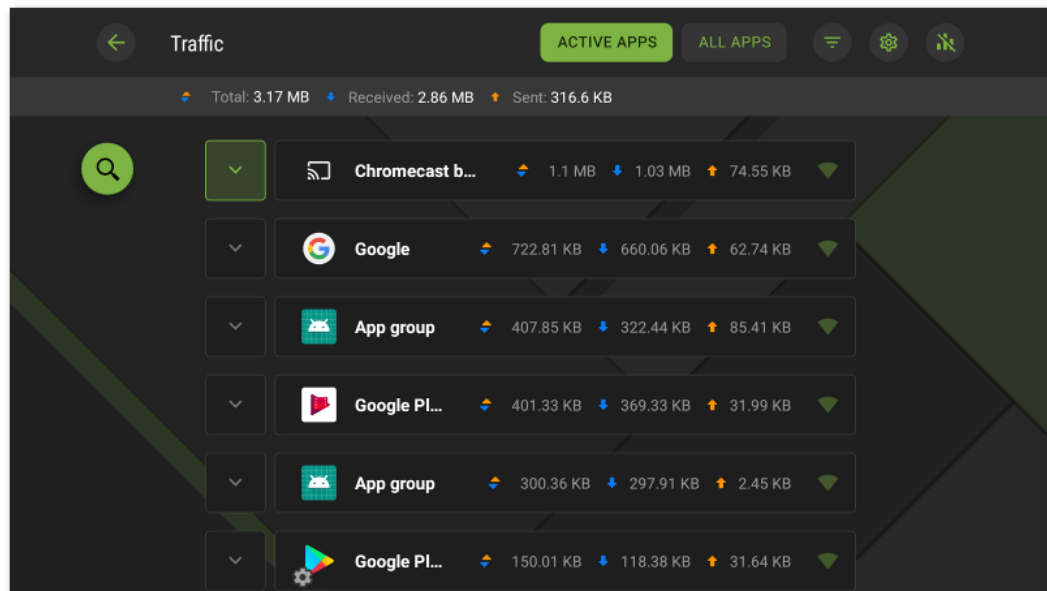 Traffic ACTIVE APPS ALL APPS
Total: 3.17 MB Received: 2.86 MB Sent: 316.6 KB
Chromecast b... 1.1 MB 1.03 MB 74.55 KB
Google 722.81 KB 660.06 KB 62.74 KB
App group 407.85 KB 322.44 KB 85.41 KB
Google Pl... 401.33 KB 369.33 KB 31.99 KB
App group 300.36 KB 297.91 KB 2.45 KB
Google Pl... 150.01 KB 118.38 KB 31.64 KB